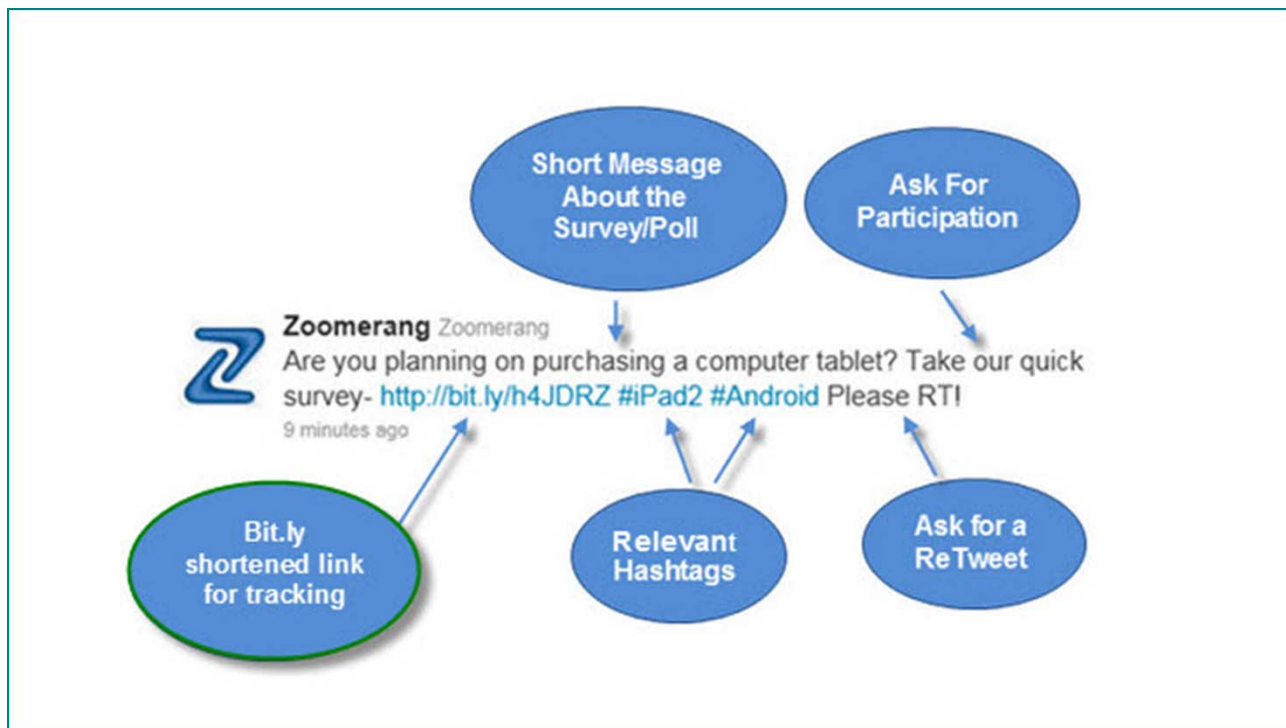 Short Message
About the
Survey/Poll
Ask For
Participation
Zoomerang Zoomerang
Are you planning on purchasing a computer tablet? Take our quick
survey- http://bit.ly/h4JDRZ #iPad2 #Android Please RT!
9 minutes ago
Bit.ly
shortened link
for tracking
Relevant
Hashtags
Ask for a
ReTweet